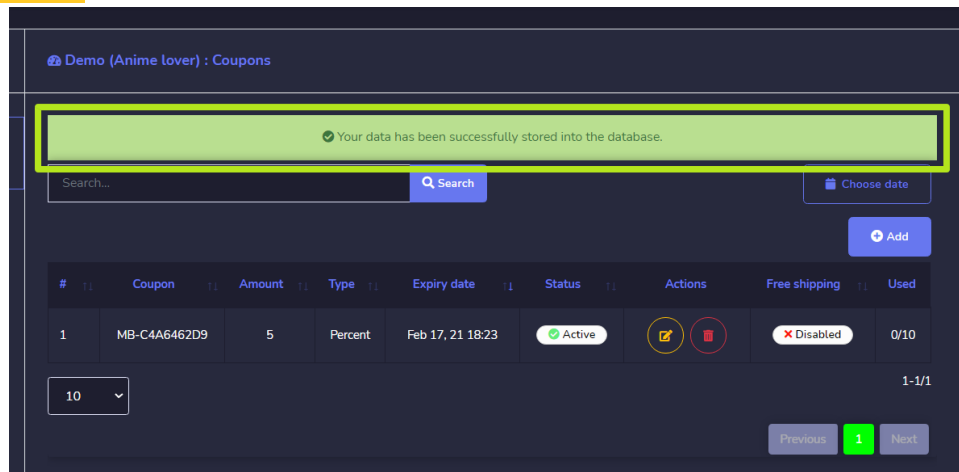 Demo (Anime lover) : Coupons
Your data has been successfully stored into the database.
Search... Search Choose date
Add
# Coupon Amount Type Expiry date Status Actions Free shipping Used
1 MB-C4A6462D9 5 Percent Feb 17, 21 18:23 Active Disabled 0/10
10 1-1/1
Previous 1 Next